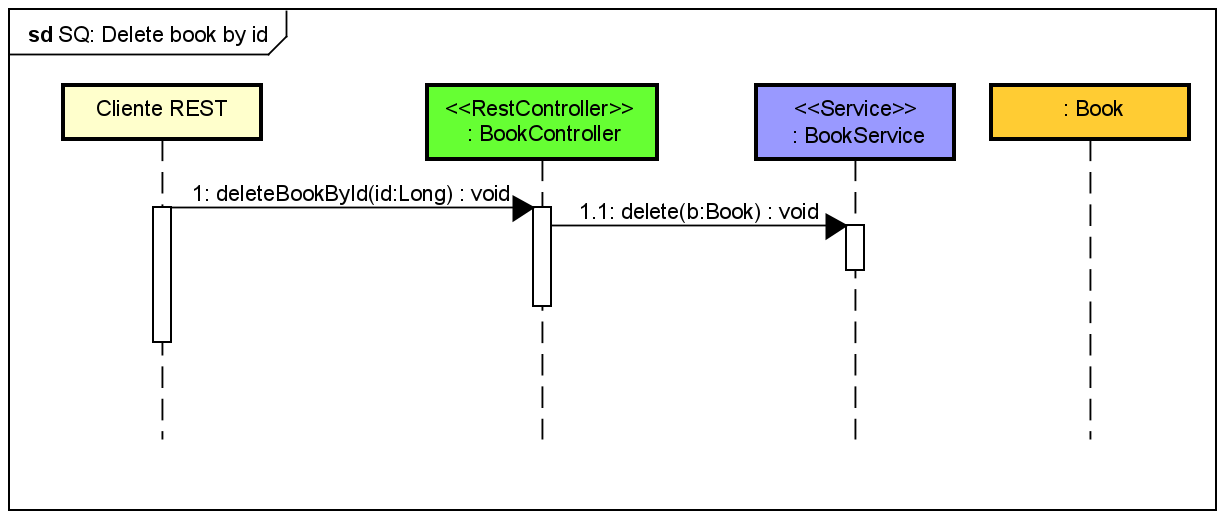 sd SQ: Delete book by id
Cliente REST
<<RestController>>
: BookController
<<Service>>
: BookService
: Book
1: deleteBookById(id:Long) : void
1.1: delete(b:Book) : void